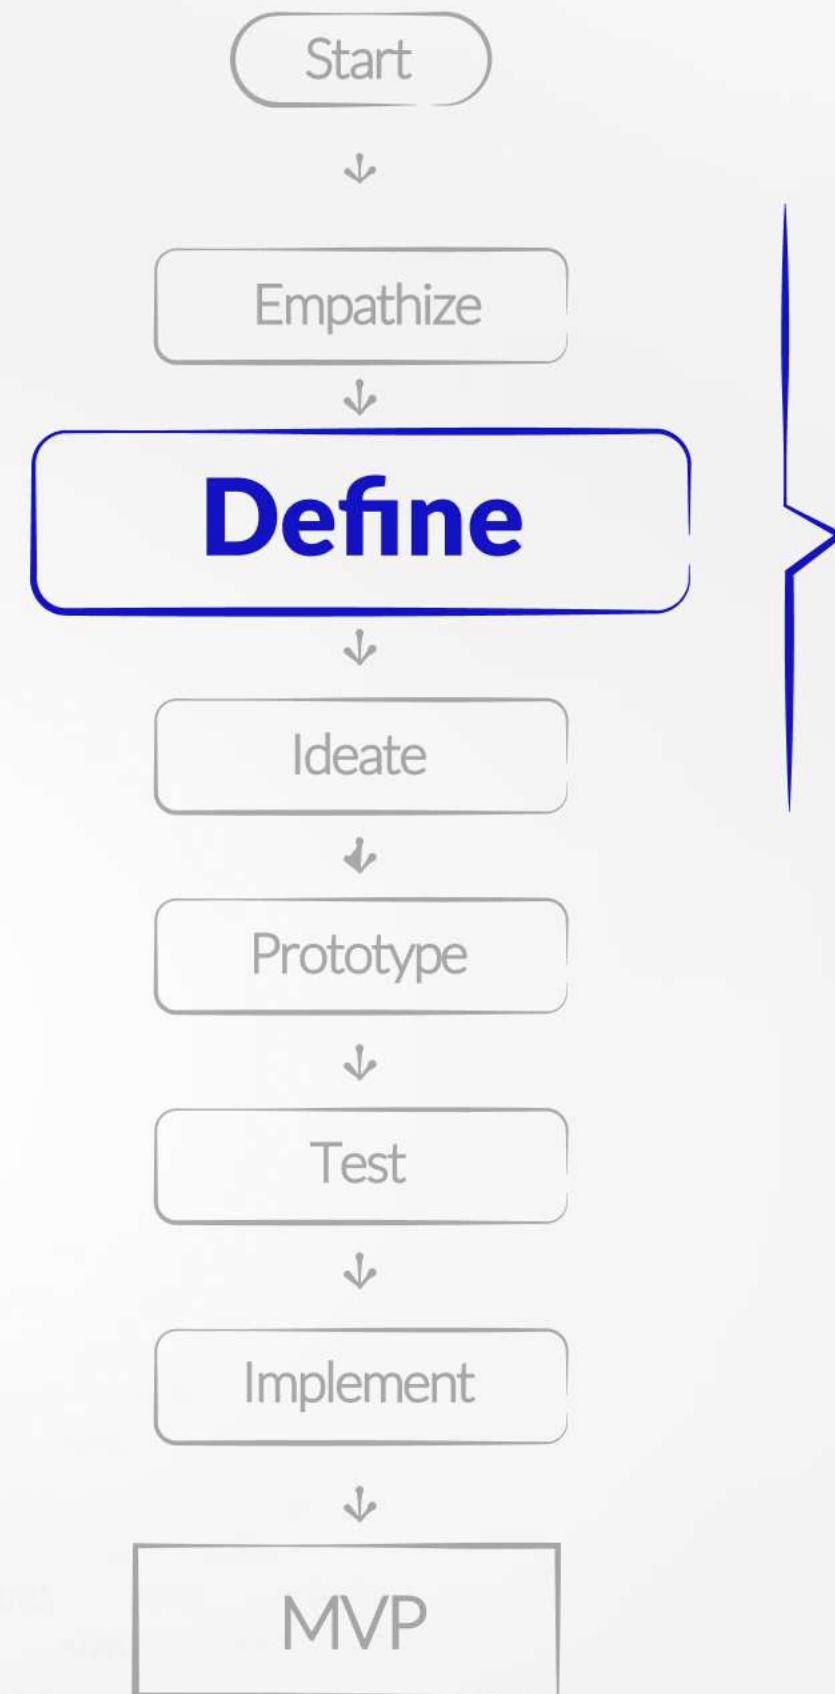 Start
Empathize
Define
Ideate
Prototype
Test
Implement
MVP